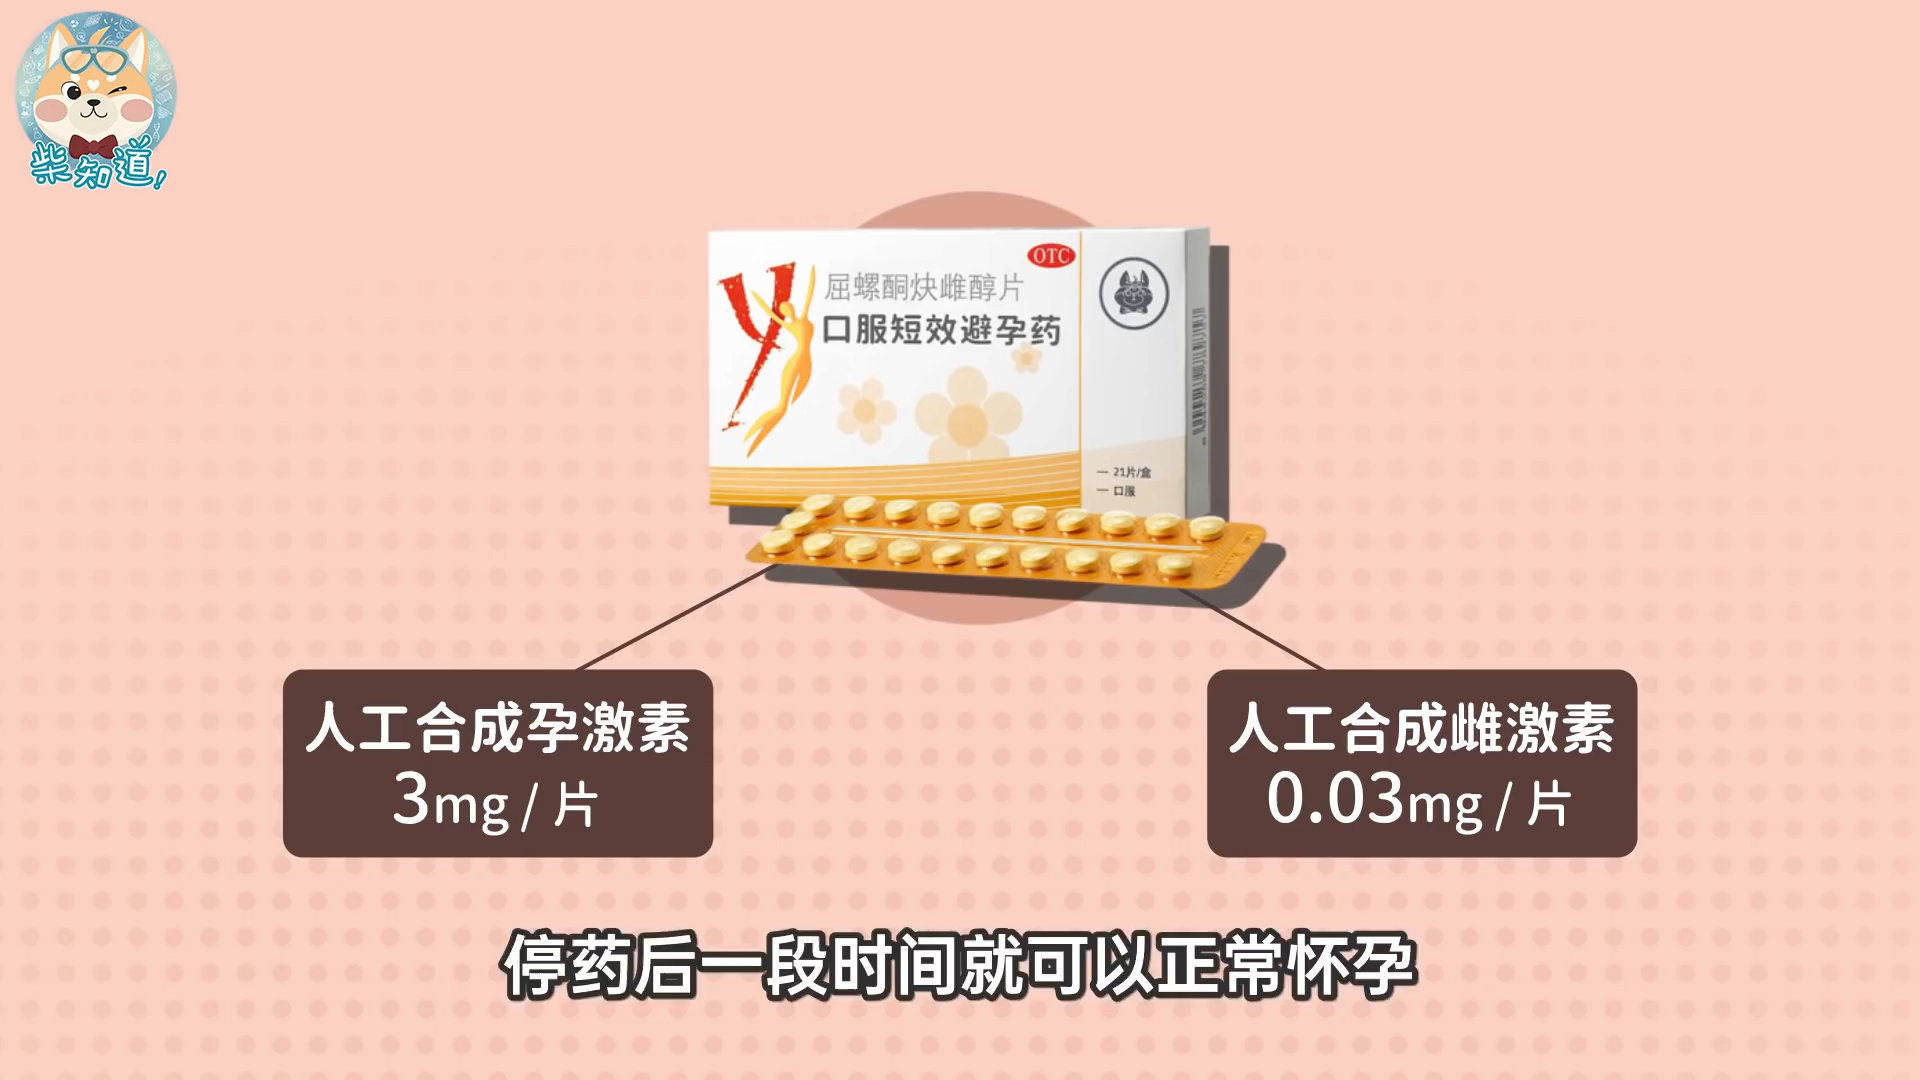 柴知道!
OTC
屈螺酮炔雌醇片
口服短效避孕药
— 21片/盒
— 口服
人工合成孕激素
3mg / 片
人工合成雌激素
0.03mg / 片
停药后一段时间就可以正常怀孕